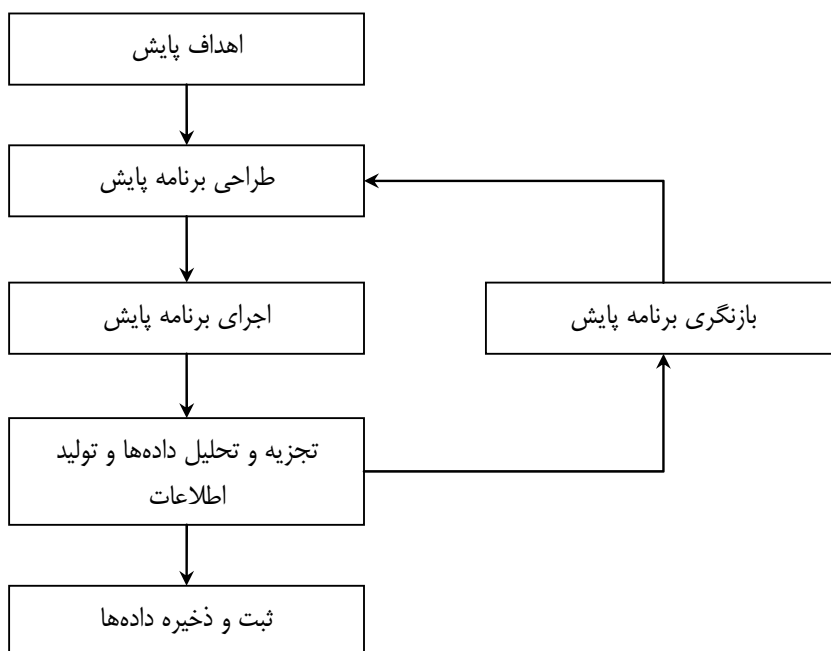 اهداف پایش
طراحی برنامه پایش
اجرای برنامه پایش
بازنگری برنامه پایش
تجزیه و تحلیل داده‌ها و تولید
اطلاعات
ثبت و ذخیره داده‌ها